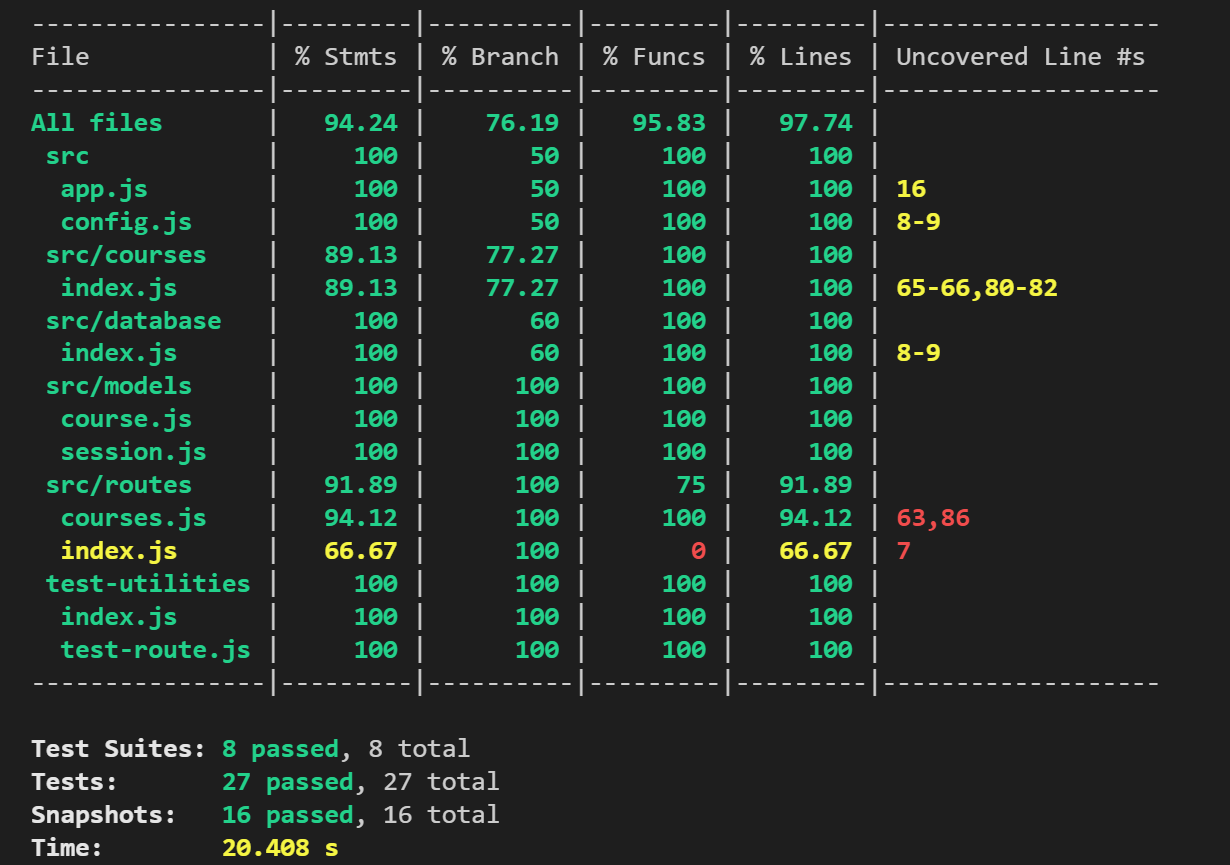 ----------------|---------|----------|---------|---------|-------------------
File            | % Stmts | % Branch | % Funcs | % Lines | Uncovered Line #s
----------------|---------|----------|---------|---------|-------------------
All files       |   94.24 |    76.19 |   95.83 |   97.74 |
 src            |     100 |       50 |     100 |     100 |
  app.js        |     100 |       50 |     100 |     100 | 16
  config.js     |     100 |       50 |     100 |     100 | 8-9
 src/courses    |   89.13 |    77.27 |     100 |     100 |
  index.js      |   89.13 |    77.27 |     100 |     100 | 65-66,80-82
 src/database   |     100 |       60 |     100 |     100 |
  index.js      |     100 |       60 |     100 |     100 | 8-9
 src/models     |     100 |      100 |     100 |     100 |
  course.js     |     100 |      100 |     100 |     100 |
  session.js    |     100 |      100 |     100 |     100 |
 src/routes     |   91.89 |      100 |      75 |   91.89 |
  courses.js    |   94.12 |      100 |     100 |   94.12 | 63,86
  index.js      |   66.67 |      100 |       0 |   66.67 | 7
 test-utilities |     100 |      100 |     100 |     100 |
  index.js      |     100 |      100 |     100 |     100 |
  test-route.js |     100 |      100 |     100 |     100 |
----------------|---------|----------|---------|---------|-------------------
Test Suites: 8 passed, 8 total
Tests:       27 passed, 27 total
Snapshots:   16 passed, 16 total
Time:        20.408 s